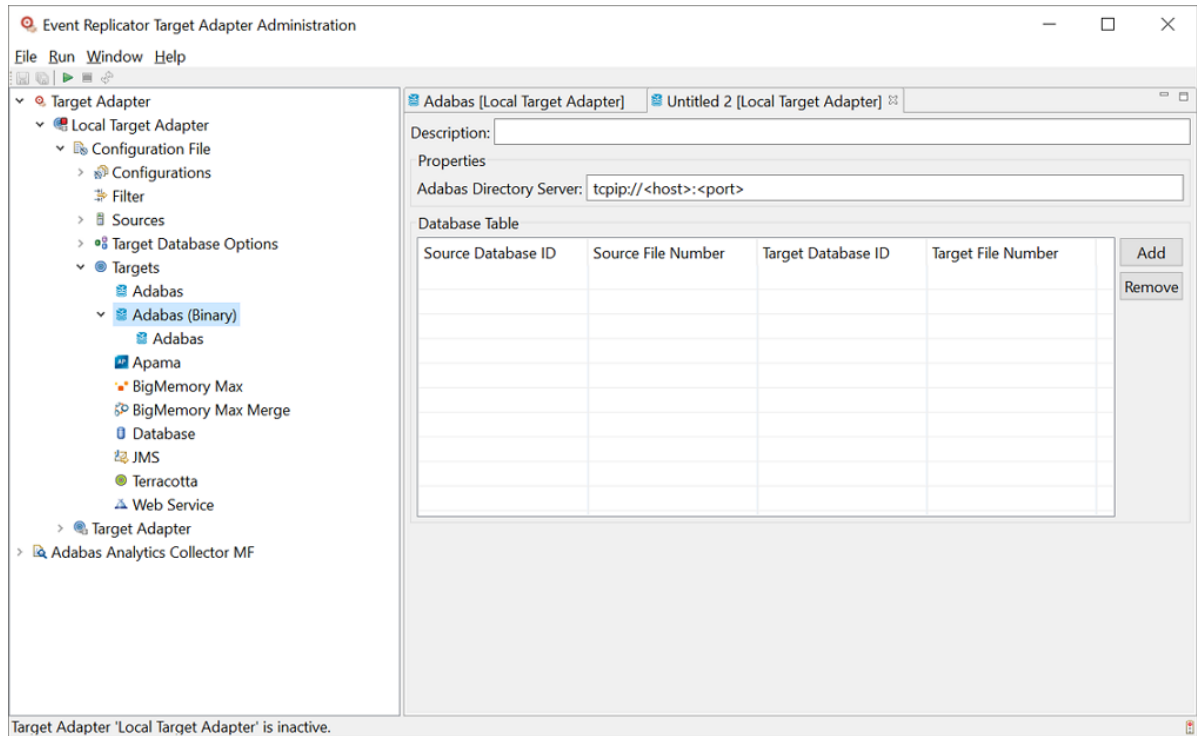 Event Replicator Target Adapter Administration
File Run Window Help
Target Adapter
Local Target Adapter
Configuration File
Configurations
Filter
Sources
Target Database Options
Targets
Adabas
Adabas (Binary)
Adabas
Apama
BigMemory Max
BigMemory Max Merge
Database
JMS
Terracotta
Web Service
Target Adapter
Adabas Analytics Collector MF
Adabas [Local Target Adapter] Untitled 2 [Local Target Adapter]
Description:
Properties
Adabas Directory Server: tcpip://<host>:<port>
Database Table
Source Database ID Source File Number Target Database ID Target File Number
Add
Remove
Target Adapter 'Local Target Adapter' is inactive.